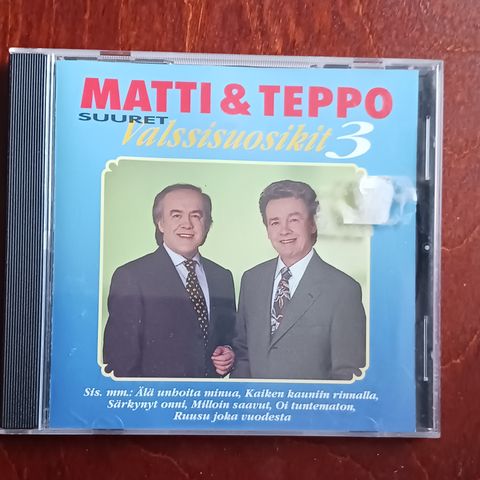 MATTI & TEPPO
SUURET
Valssisuosikit 3
Sis. mm.: Älä unhoita minua, Kaiken kauniin rinnalla,
Särkynyt onni, Milloin saavut, Oi tuntematon,
Ruusu joka vuodesta